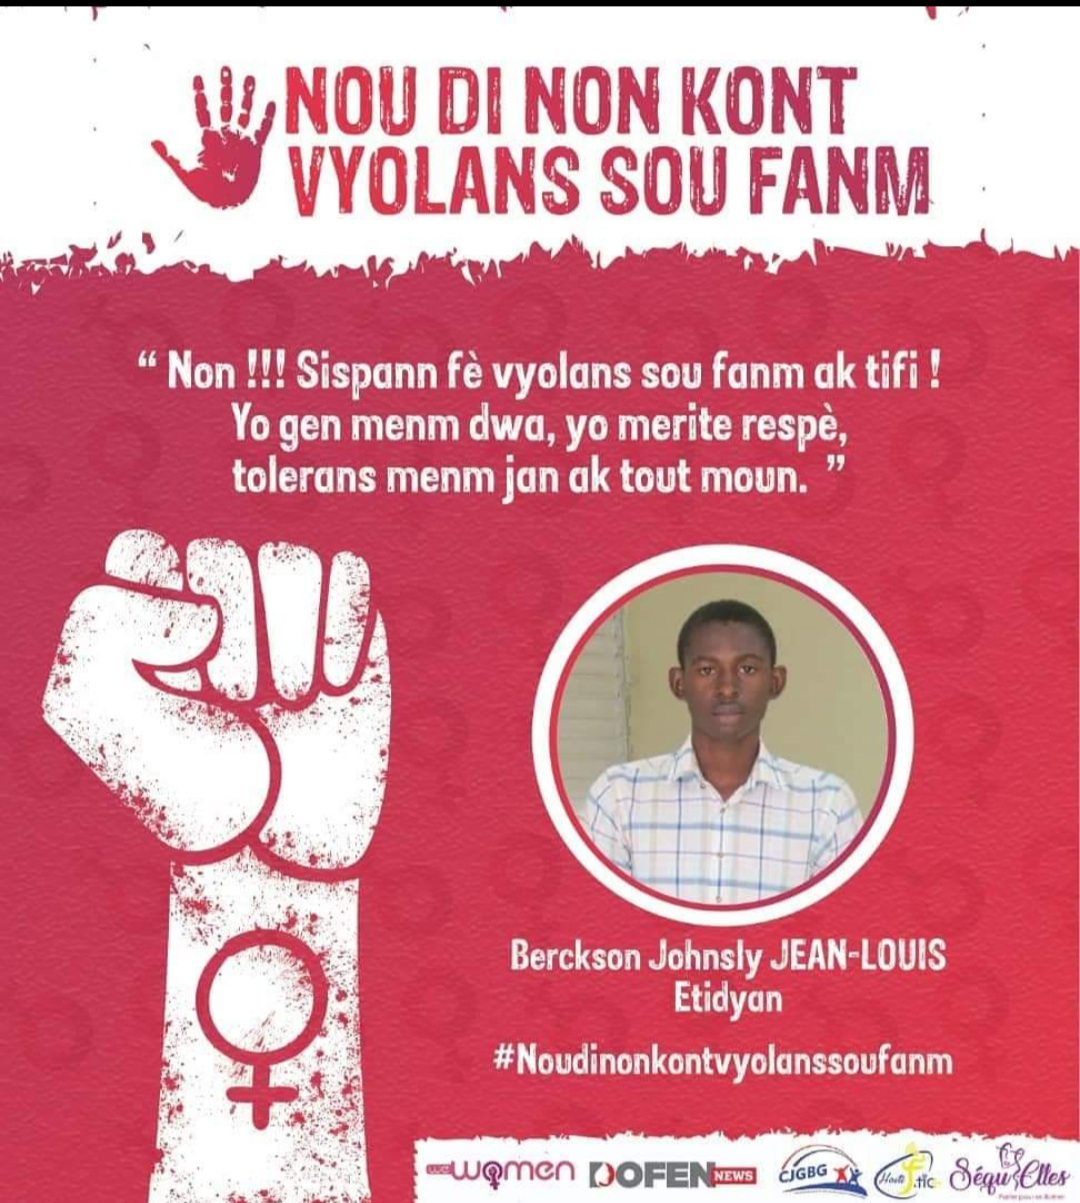 NOU DI NON KONT
VYOLANS SOU FANM
“ Non !!! Sispann fè vyolans sou fanm ak tifi !
Yo gen menm dwa, yo merite respè,
tolerans menm jan ak tout moun. ”
Berckson Johnsly JEAN-LOUIS
Etidyan
#Noudinonkontvyolanssoufanm
women DOFEN NEWS CJGBG .tic Séqu'Elles